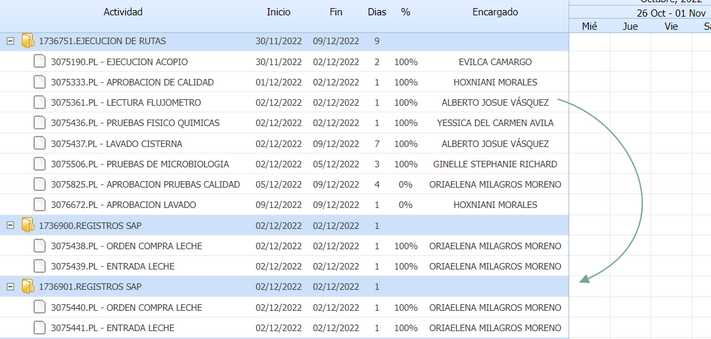 Octubre, 2022
Actividad Inicio Fin Dias % Encargado 26 Oct - 01 Nov
Mié Jue Vie
1736751.EJECUCION DE RUTAS 30/11/2022 09/12/2022 9
3075190.PL - EJECUCION ACOPIO 30/11/2022 02/12/2022 2 100% EVILCA CAMARGO
3075333.PL - APROBACION DE CALIDAD 01/12/2022 02/12/2022 1 100% HOXNIANI MORALES
3075361.PL - LECTURA FLUJOMETRO 02/12/2022 02/12/2022 1 100% ALBERTO JOSUE VÁSQUEZ
3075436.PL - PRUEBAS FISICO QUIMICAS 02/12/2022 02/12/2022 1 100% YESSICA DEL CARMEN AVILA
3075437.PL - LAVADO CISTERNA 02/12/2022 09/12/2022 7 100% ALBERTO JOSUE VÁSQUEZ
3075506.PL - PRUEBAS DE MICROBIOLOGIA 02/12/2022 05/12/2022 3 100% GINELLE STEPHANIE RICHARD
3075825.PL - APROBACION PRUEBAS CALIDAD 05/12/2022 09/12/2022 4 0% ORIAELENA MILAGROS MORENO
3076672.PL - APROBACION LAVADO 09/12/2022 09/12/2022 1 0% HOXNIANI MORALES
1736900.REGISTROS SAP 02/12/2022 02/12/2022 1
3075438.PL - ORDEN COMPRA LECHE 02/12/2022 02/12/2022 1 100% ORIAELENA MILAGROS MORENO
3075439.PL - ENTRADA LECHE 02/12/2022 02/12/2022 1 100% ORIAELENA MILAGROS MORENO
1736901.REGISTROS SAP 02/12/2022 02/12/2022 1
3075440.PL - ORDEN COMPRA LECHE 02/12/2022 02/12/2022 1 100% ORIAELENA MILAGROS MORENO
3075441.PL - ENTRADA LECHE 02/12/2022 02/12/2022 1 100% ORIAELENA MILAGROS MORENO